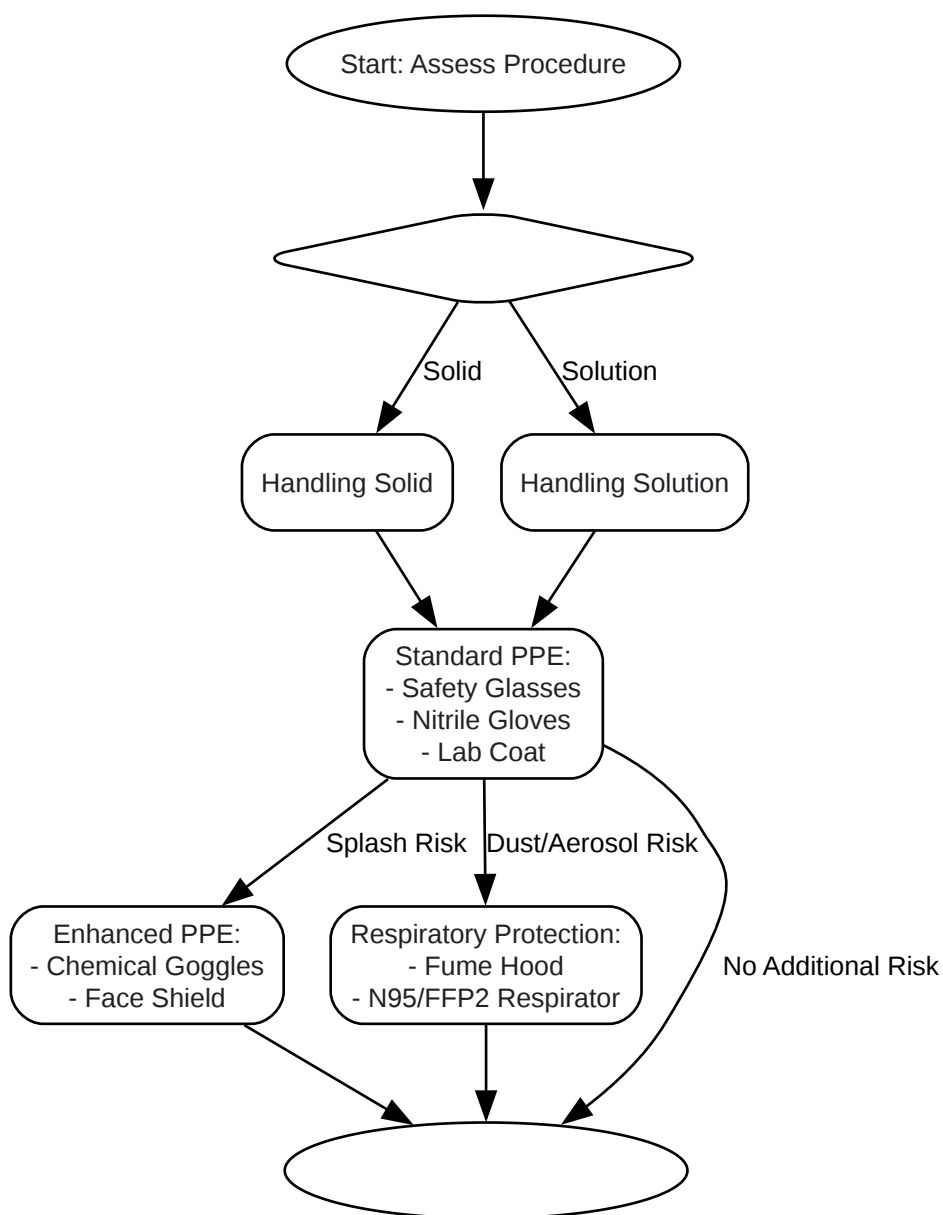 Start: Assess Procedure
Solid
Solution
Handling Solid
Handling Solution
Standard PPE:
- Safety Glasses
- Nitrile Gloves
- Lab Coat
Splash Risk
Dust/Aerosol Risk
No Additional Risk
Enhanced PPE:
- Chemical Goggles
- Face Shield
Respiratory Protection:
- Fume Hood
- N95/FFP2 Respirator